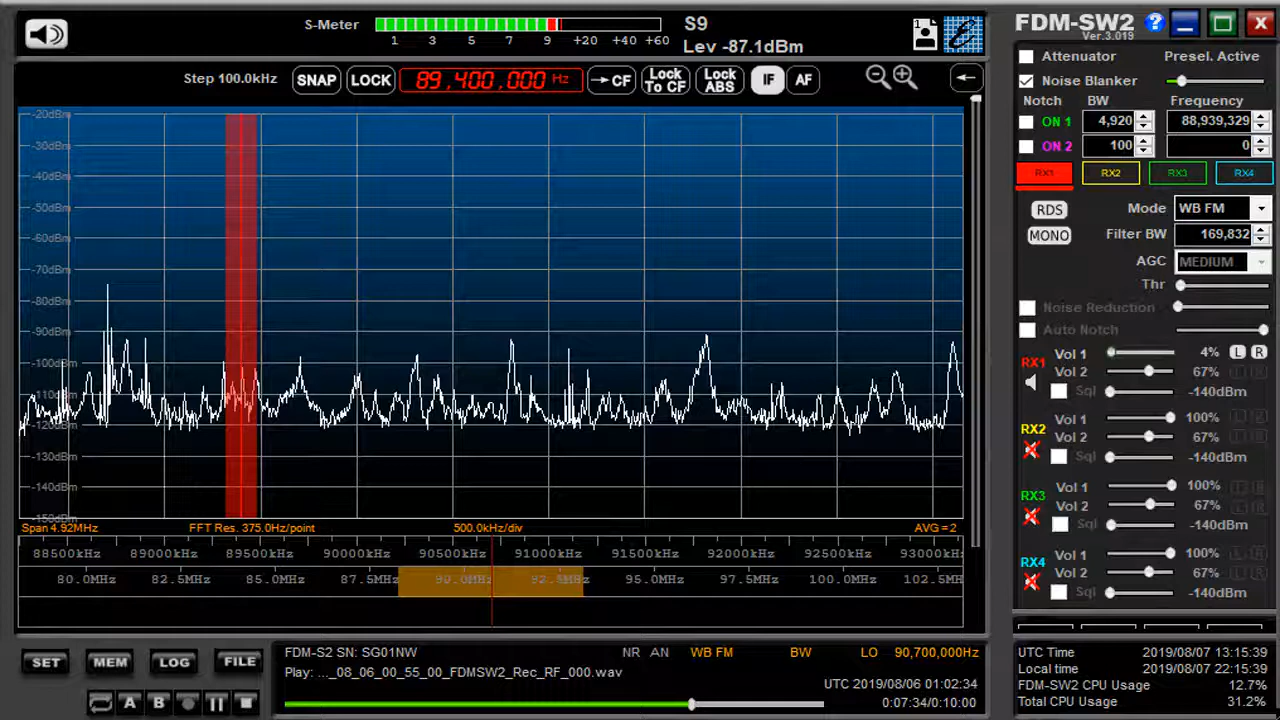 S-Meter
1 3 5 7 9 +20 +40 +60
S9
Lev -87.1dBm
FDM-SW2
Ver.3.019
?
Step 100.0kHz
SNAP
LOCK
89,400,000 Hz
→CF
Lock To CF
Lock ABS
IF
AF
-20dBm
-30dBm
-40dBm
-50dBm
-60dBm
-70dBm
-80dBm
-90dBm
-100dBm
-110dBm
-120dBm
-130dBm
-140dBm
-150dBm
Span 4.92MHz
FFT Res. 375.0Hz/point
500.0kHz/div
AVG=2
88500kHz 89000kHz 89500kHz 90000kHz 90500kHz 91000kHz 91500kHz 92000kHz 92500kHz 93000kHz
80.0MHz 82.5MHz 85.0MHz 87.5MHz 90.0MHz 92.5MHz 95.0MHz 97.5MHz 100.0MHz 102.5MH
Attenuator
Presel. Active
Noise Blanker
Notch BW Frequency
ON 1 4,920 88,939,329
ON 2 100 0
RX1 RX2 RX3 RX4
RDS
Mode WB FM
MONO
Filter BW 169,832
AGC MEDIUM
Thr
Noise Reduction
Auto Notch
RX1
Vol 1 4% L R
Vol 2 67%
Sql -140dBm
RX2
Vol 1 100%
Vol 2 67%
Sql -140dBm
RX3
Vol 1 100%
Vol 2 67%
Sql -140dBm
RX4
Vol 1 100%
Vol 2 67%
Sql -140dBm
SET MEM LOG FILE
A B
FDM-S2 SN: SG01NW
NR AN WB FM BW LO 90,700,000Hz
Play: ..._08_06_00_55_00_FDMSW2_Rec_RF_000.wav
UTC 2019/08/06 01:02:34
0:07:34/0:10:00
UTC Time 2019/08/07 13:15:39
Local time 2019/08/07 22:15:39
FDM-SW2 CPU Usage 12.7%
Total CPU Usage 31.2%